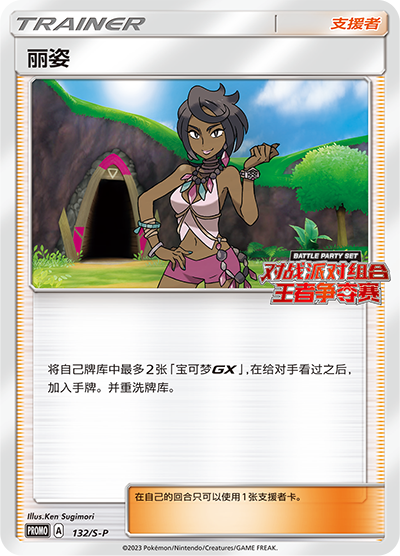 TRAINER
支援者
丽姿
BATTLE PARTY SET
对战派对组合
王者争夺赛
将自己牌库中最多2张「宝可梦GX」,在给对手看过之后,
加入手牌。并重洗牌库。
Illus.Ken Sugimori
在自己的回合只可以使用1张支援者卡。
PROMO A 132/S-P
©2023 Pokémon/Nintendo/Creatures/GAME FREAK.